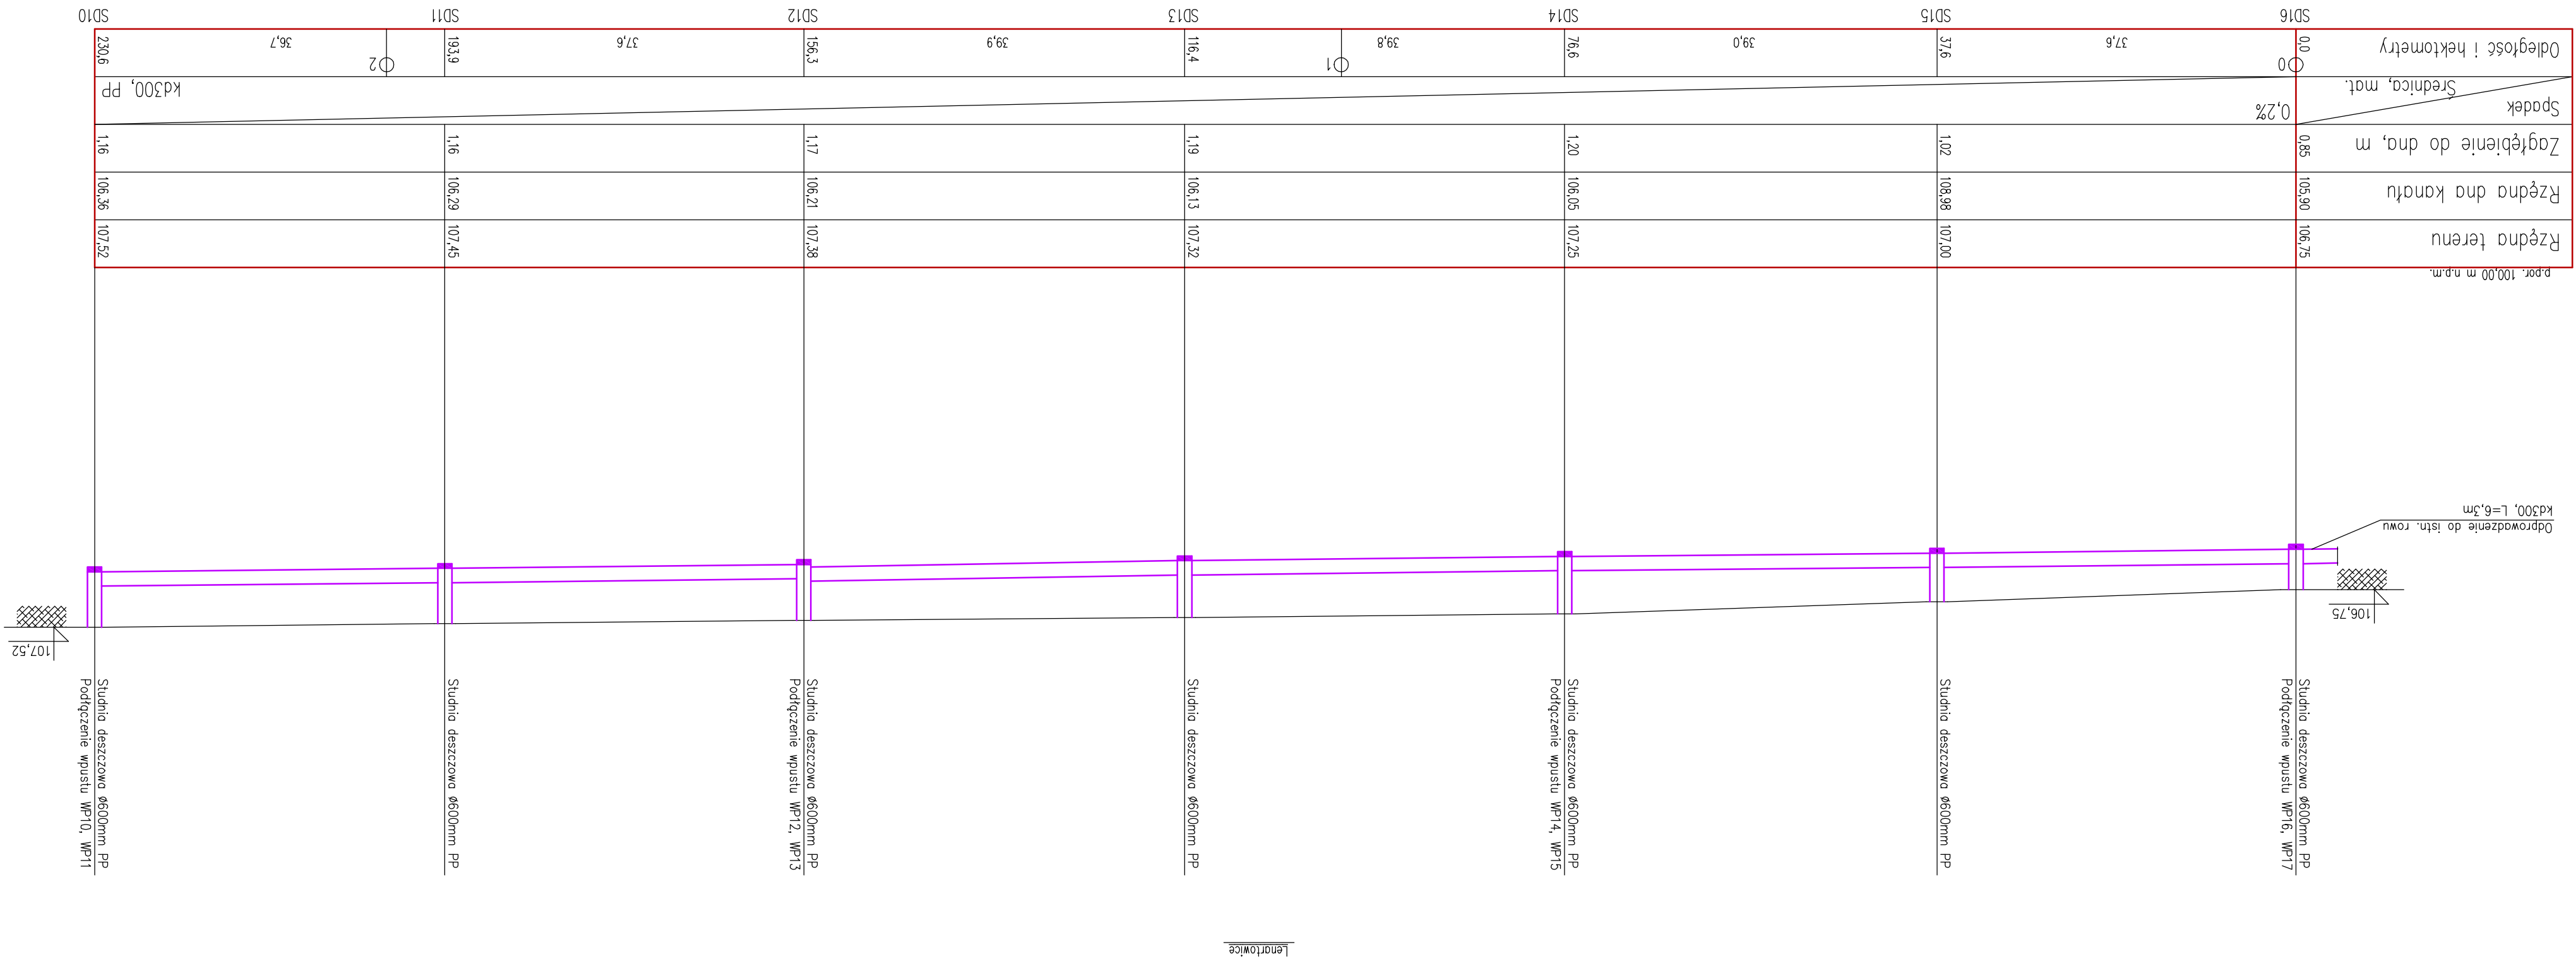 Lenartowice
Studnia deszczowa ø600mm PP
Podłączenie wpustu WP16, WP17
Studnia deszczowa ø600mm PP
Studnia deszczowa ø600mm PP
Podłączenie wpustu WP14, WP15
Studnia deszczowa ø600mm PP
Studnia deszczowa ø600mm PP
Podłączenie wpustu WP12, WP13
Studnia deszczowa ø600mm PP
Studnia deszczowa ø600mm PP
Podłączenie wpustu WP10, WP11
106,75
107,52
Odprowadzenie do istn. rowu
kd300, L=6,3m
p.por. 100,00 m n.p.m.
Rzędna terenu 106,75 107,00 107,25 107,32 107,38 107,45 107,52
Rzędna dna kanału 105,90 108,98 106,05 106,13 106,21 106,29 106,36
Zagłębienie do dna, m 0,85 1,02 1,20 1,19 1,17 1,16 1,16
Spadek 0,2%
Średnica, mat. kd300, PP
0 1 2
Odległość i hektometry 0,0 37,6 37,6 39,0 76,6 39,8 116,4 39,9 156,3 37,6 193,9 36,7 230,6
SD16 SD15 SD14 SD13 SD12 SD11 SD10